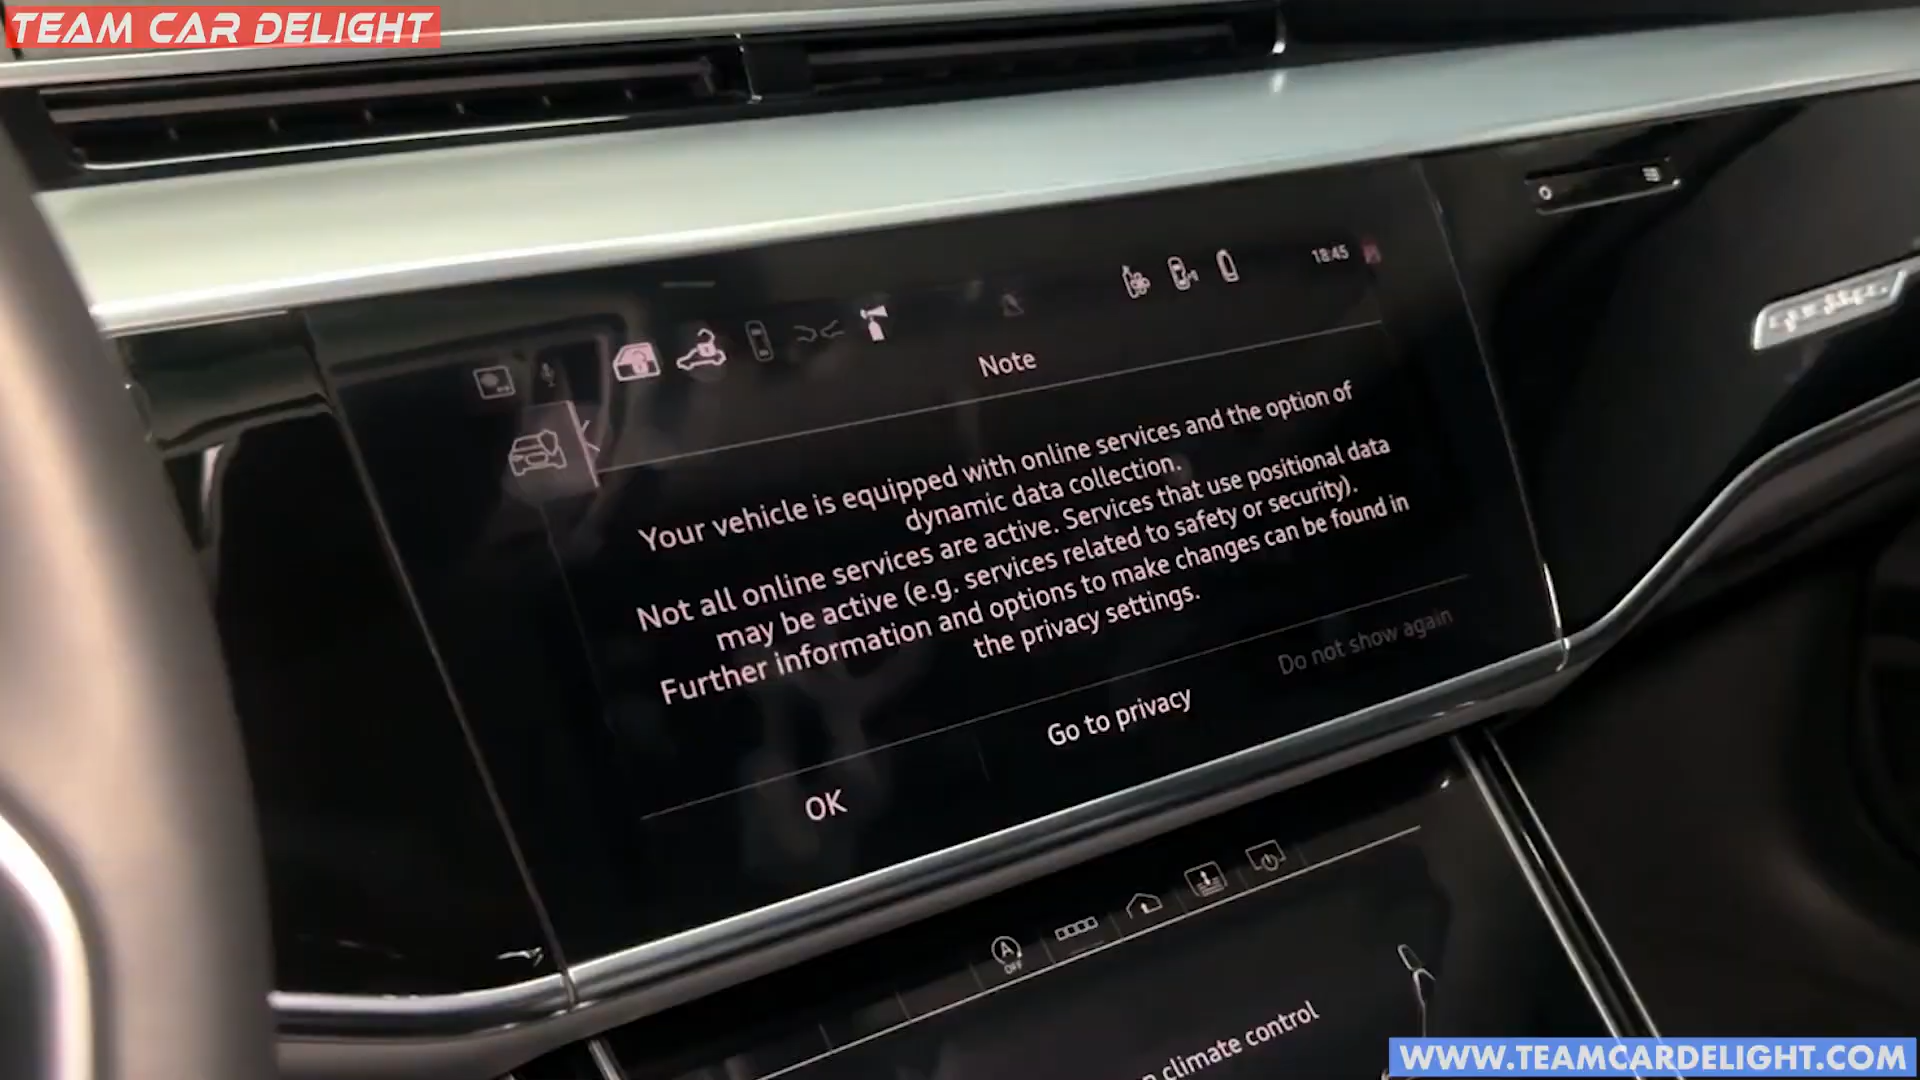 TEAM CAR DELIGHT
18:45
Note
Your vehicle is equipped with online services and the option of
dynamic data collection.
Not all online services are active. Services that use positional data
may be active (e.g. services related to safety or security).
Further information and options to make changes can be found in
the privacy settings.
OK
Go to privacy
Do not show again
quattro
A
OFF
climate control
WWW.TEAMCARDELIGHT.COM